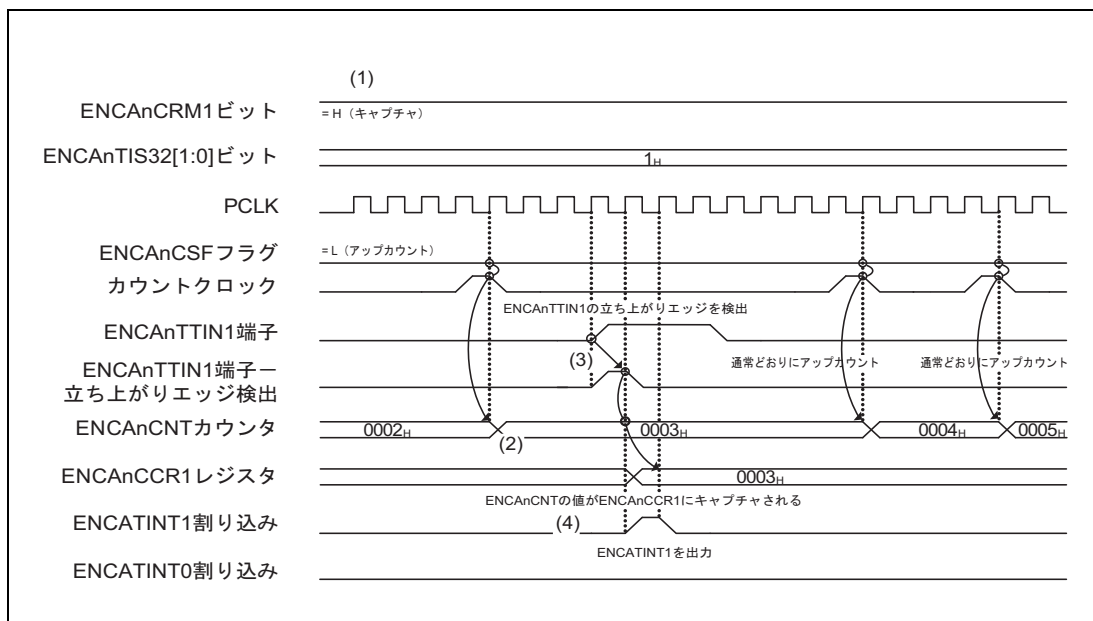 (1)
ENCAnCRM1ビット
=H（キャプチャ）
ENCAnTIS32[1:0]ビット
1H
PCLK
ENCAnCSFフラグ
=L（アップカウント）
カウントクロック
ENCAnTTIN1の立ち上がりエッジを検出
ENCAnTTIN1端子
(3)
通常どおりにアップカウント
通常どおりにアップカウント
ENCAnTTIN1端子－
立ち上がりエッジ検出
ENCAnCNTカウンタ
0002H
(2)
0003H
0004H
0005H
ENCAnCCR1レジスタ
0003H
ENCAnCNTの値がENCAnCCR1にキャプチャされる
ENCATINT1割り込み
(4)
ENCATINT1を出力
ENCATINT0割り込み